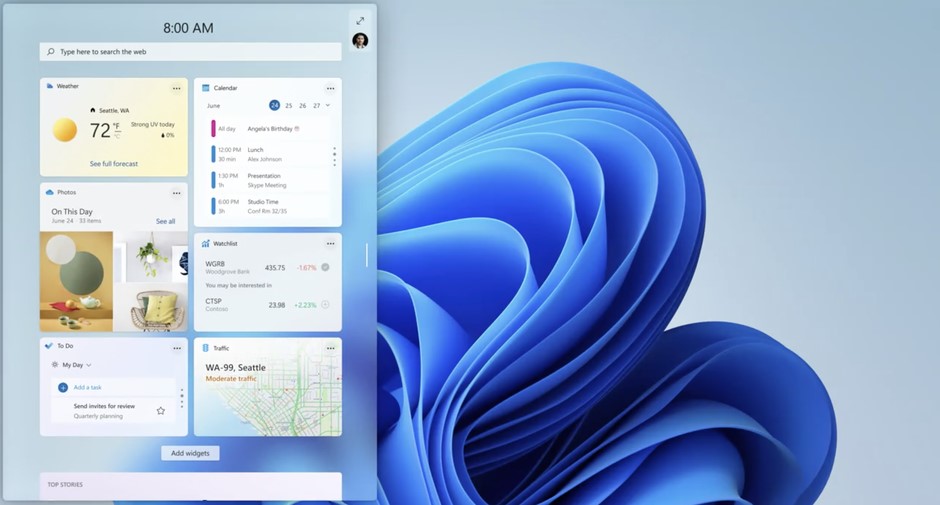 8:00 AM
Type here to search the web
Weather
Seattle, WA
72 °F
°C
Strong UV today
0%
See full forecast
Calendar
June 24 25 26 27
All day Angela's Birthday
12:00 PM Lunch
30 min Alex Johnson
1:30 PM Presentation
1h Skype Meeting
6:00 PM Studio Time
3h Conf Rm 32/35
Photos
On This Day
June 24 33 items
See all
Watchlist
WGRB 435.75 -1.67%
Woodgrove Bank
You may be interested in
CTSP 23.98 +2.23%
Contoso
To Do
My Day
Add a task
Send invites for review
Quarterly planning
Traffic
WA-99, Seattle
Moderate traffic
Add widgets
TOP STORIES